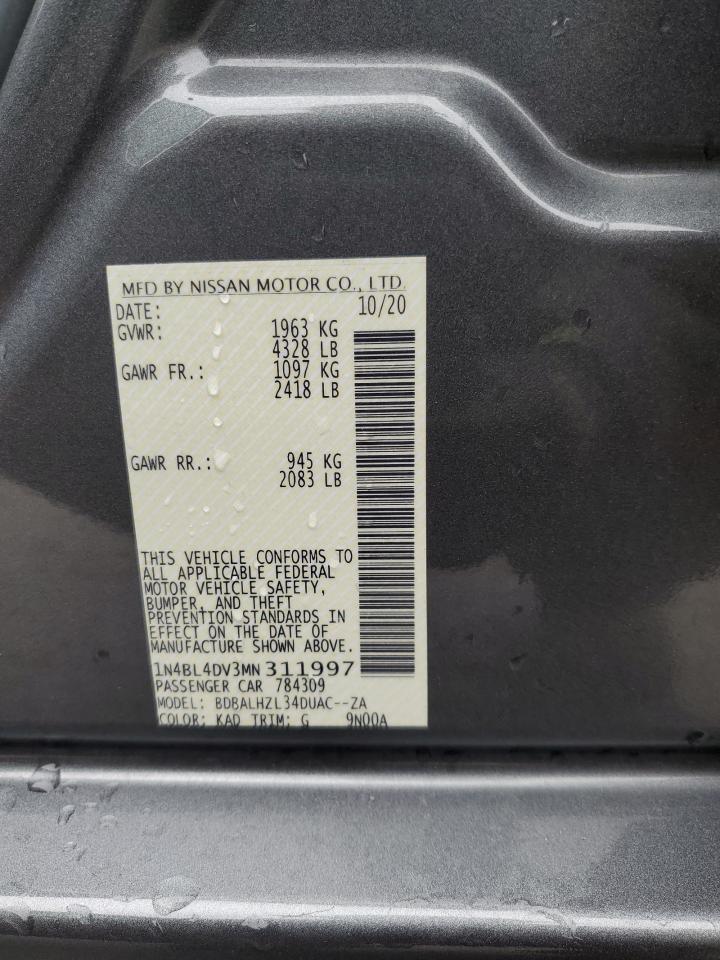 MFD BY NISSAN MOTOR CO., LTD.
DATE: 10/20
GVWR: 1963 KG
4328 LB
GAWR FR.: 1097 KG
2418 LB
GAWR RR.: 945 KG
2083 LB
THIS VEHICLE CONFORMS TO
ALL APPLICABLE FEDERAL
MOTOR VEHICLE SAFETY,
BUMPER, AND THEFT
PREVENTION STANDARDS IN
EFFECT ON THE DATE OF
MANUFACTURE SHOWN ABOVE.
1N4BL4DV3MN311997
PASSENGER CAR 784309
MODEL: BDBALHZL34DUAC--ZA
COLOR: KAD TRIM: G 9N00A